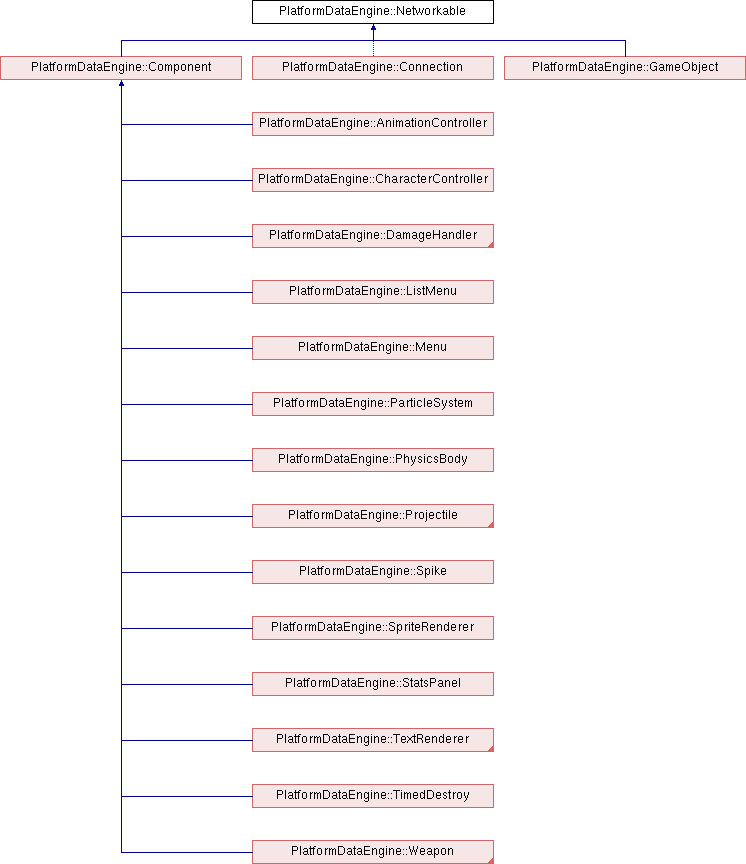 PlatformDataEngine::Networkable
PlatformDataEngine::Component
PlatformDataEngine::Connection
PlatformDataEngine::GameObject
PlatformDataEngine::AnimationController
PlatformDataEngine::CharacterController
PlatformDataEngine::DamageHandler
PlatformDataEngine::ListMenu
PlatformDataEngine::Menu
PlatformDataEngine::ParticleSystem
PlatformDataEngine::PhysicsBody
PlatformDataEngine::Projectile
PlatformDataEngine::Spike
PlatformDataEngine::SpriteRenderer
PlatformDataEngine::StatsPanel
PlatformDataEngine::TextRenderer
PlatformDataEngine::TimedDestroy
PlatformDataEngine::Weapon